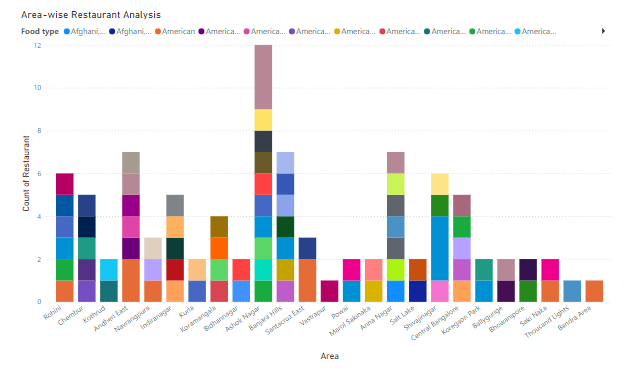 Area-wise Restaurant Analysis
Food type Afghani,... Afghani,... American America... America... America... America... America... America... America... America...
12
10
8
6
4
2
0
Count of Restaurant
Rohini Chembur Kothrud Andheri East Navrangpura Indiranagar Kurla Koramangala Bidhannagar Ashok Nagar Banjara Hills Santacruz East Vastrapur Powai Marol Sakinaka Anna Nagar Salt Lake Shivajinagar Central Bangalore Koregaon Park Ballygunge Bhowanipore Saki Naka Thousand Lights Bandra Area
Area